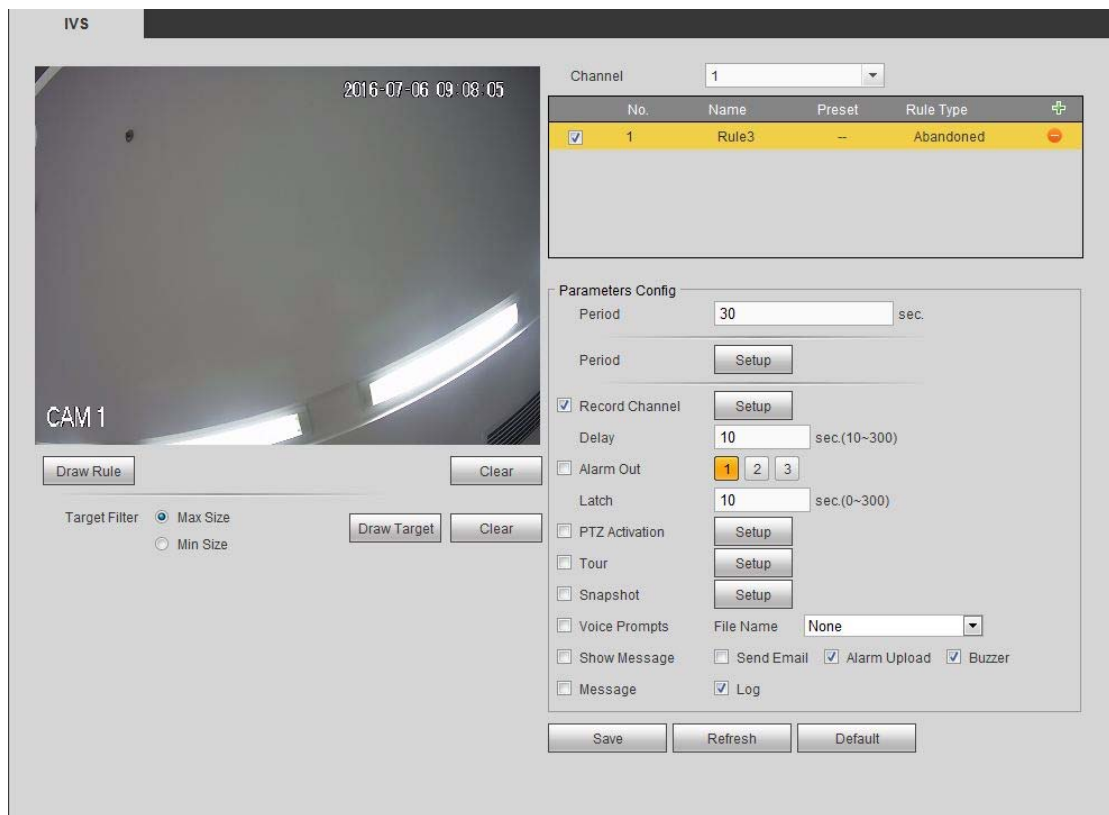 IVS
2016-07-06 09:08:05
CAM 1
Draw Rule
Clear
Target Filter Max Size
Min Size
Draw Target Clear
Channel 1
No. Name Preset Rule Type
1 Rule3 -- Abandoned
Parameters Config
Period 30 sec.
Period Setup
Record Channel Setup
Delay 10 sec.(10~300)
Alarm Out 1 2 3
Latch 10 sec.(0~300)
PTZ Activation Setup
Tour Setup
Snapshot Setup
Voice Prompts File Name None
Show Message Send Email Alarm Upload Buzzer
Message Log
Save Refresh Default